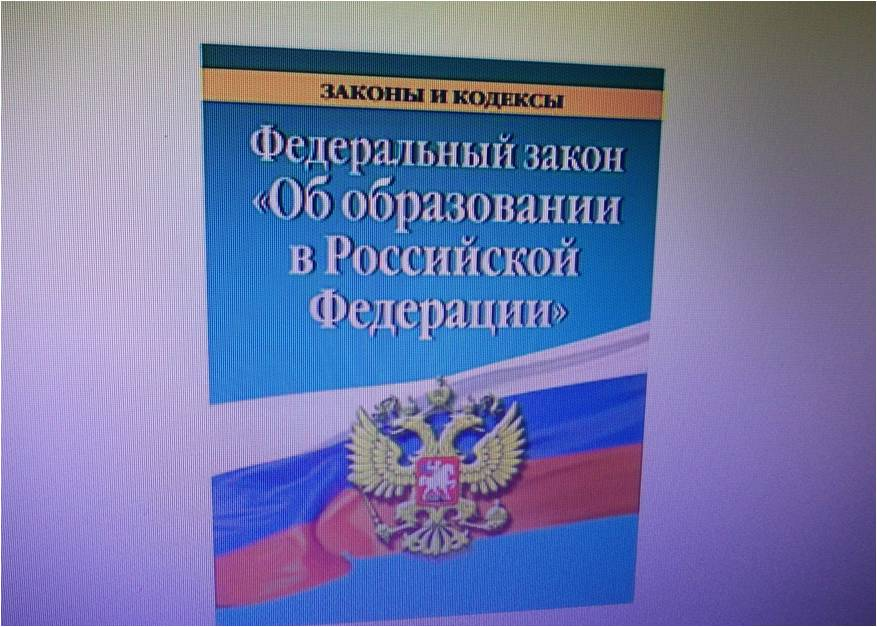 ЗАКОНЫ И КОДЕКСЫ
Федеральный закон
«Об образовании
в Российской
Федерации»